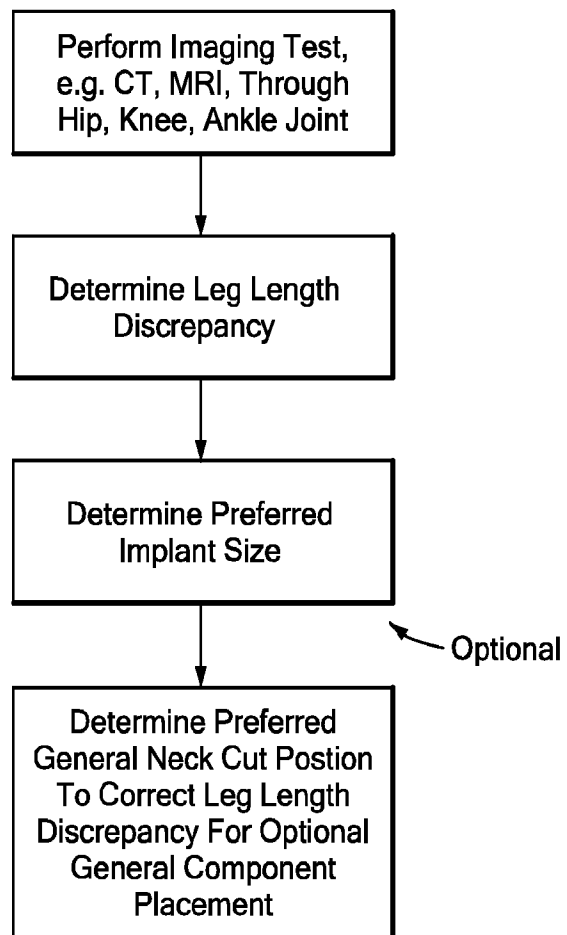 Perform Imaging Test,
e.g. CT, MRI, Through
Hip, Knee, Ankle Joint
Determine Leg Length
Discrepancy
Determine Preferred
Implant Size
Optional
Determine Preferred
General Neck Cut Postion
To Correct Leg Length
Discrepancy For Optional
General Component
Placement